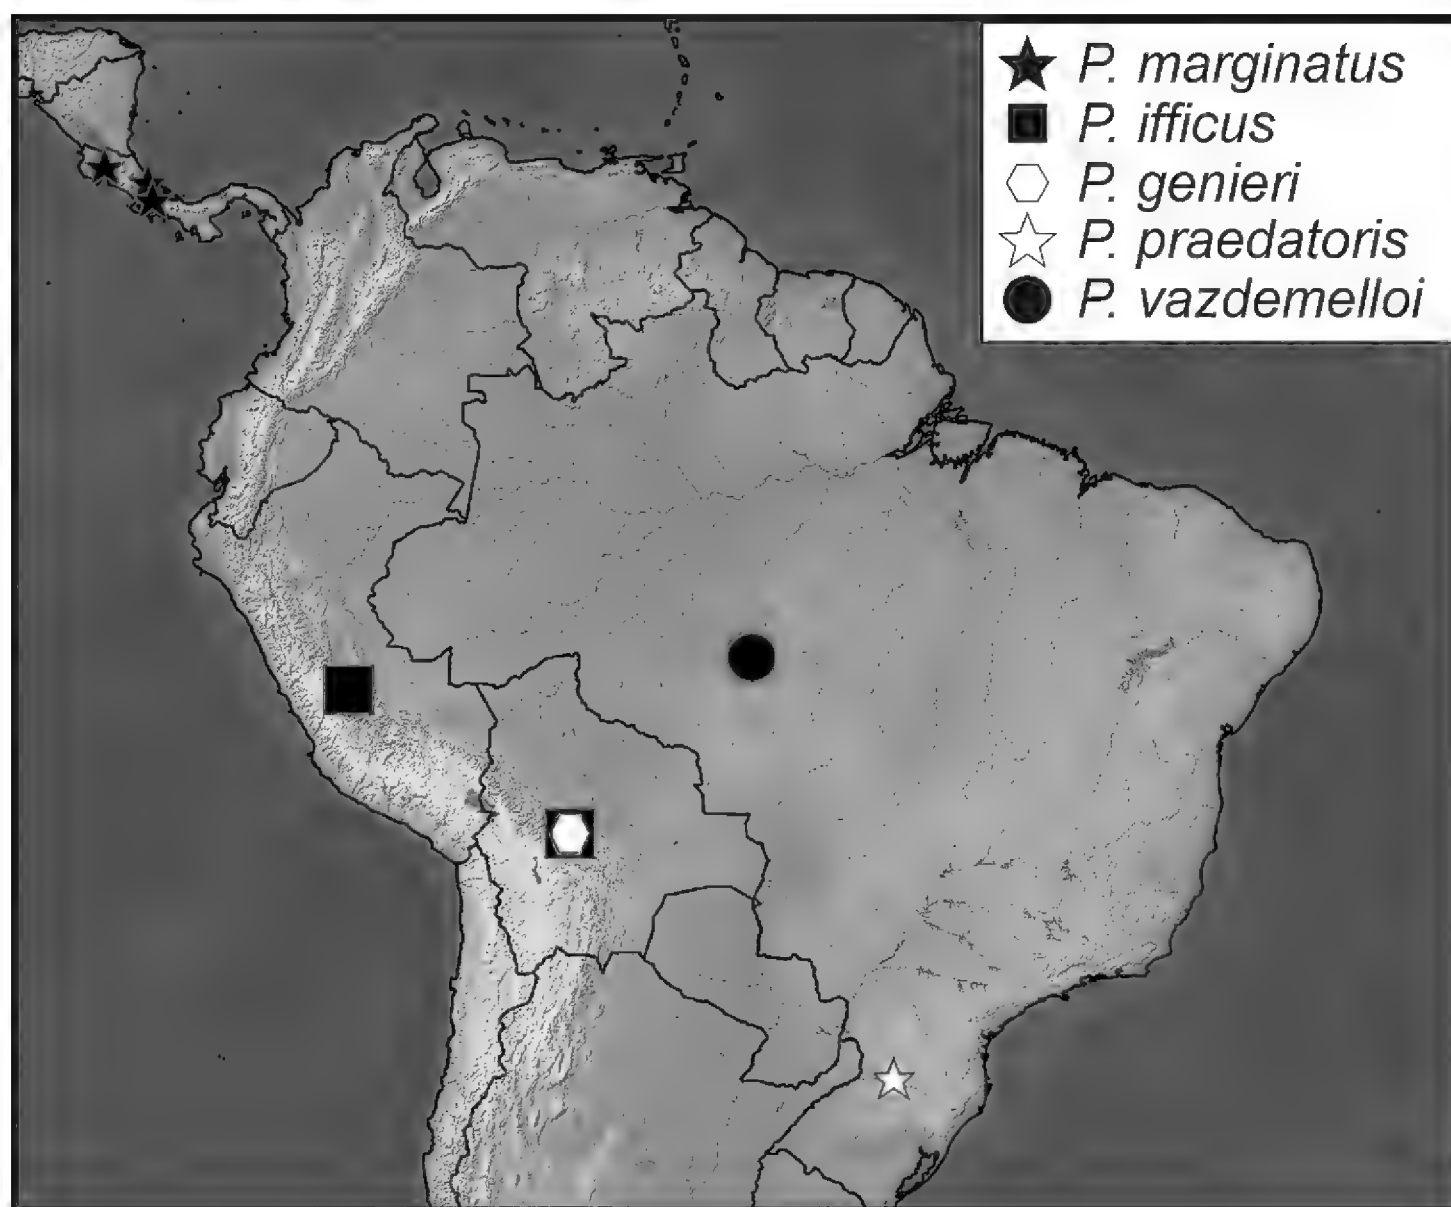 P. marginatus
P. ifficus
P. genieri
P. praedatoris
P. vazdemelloi